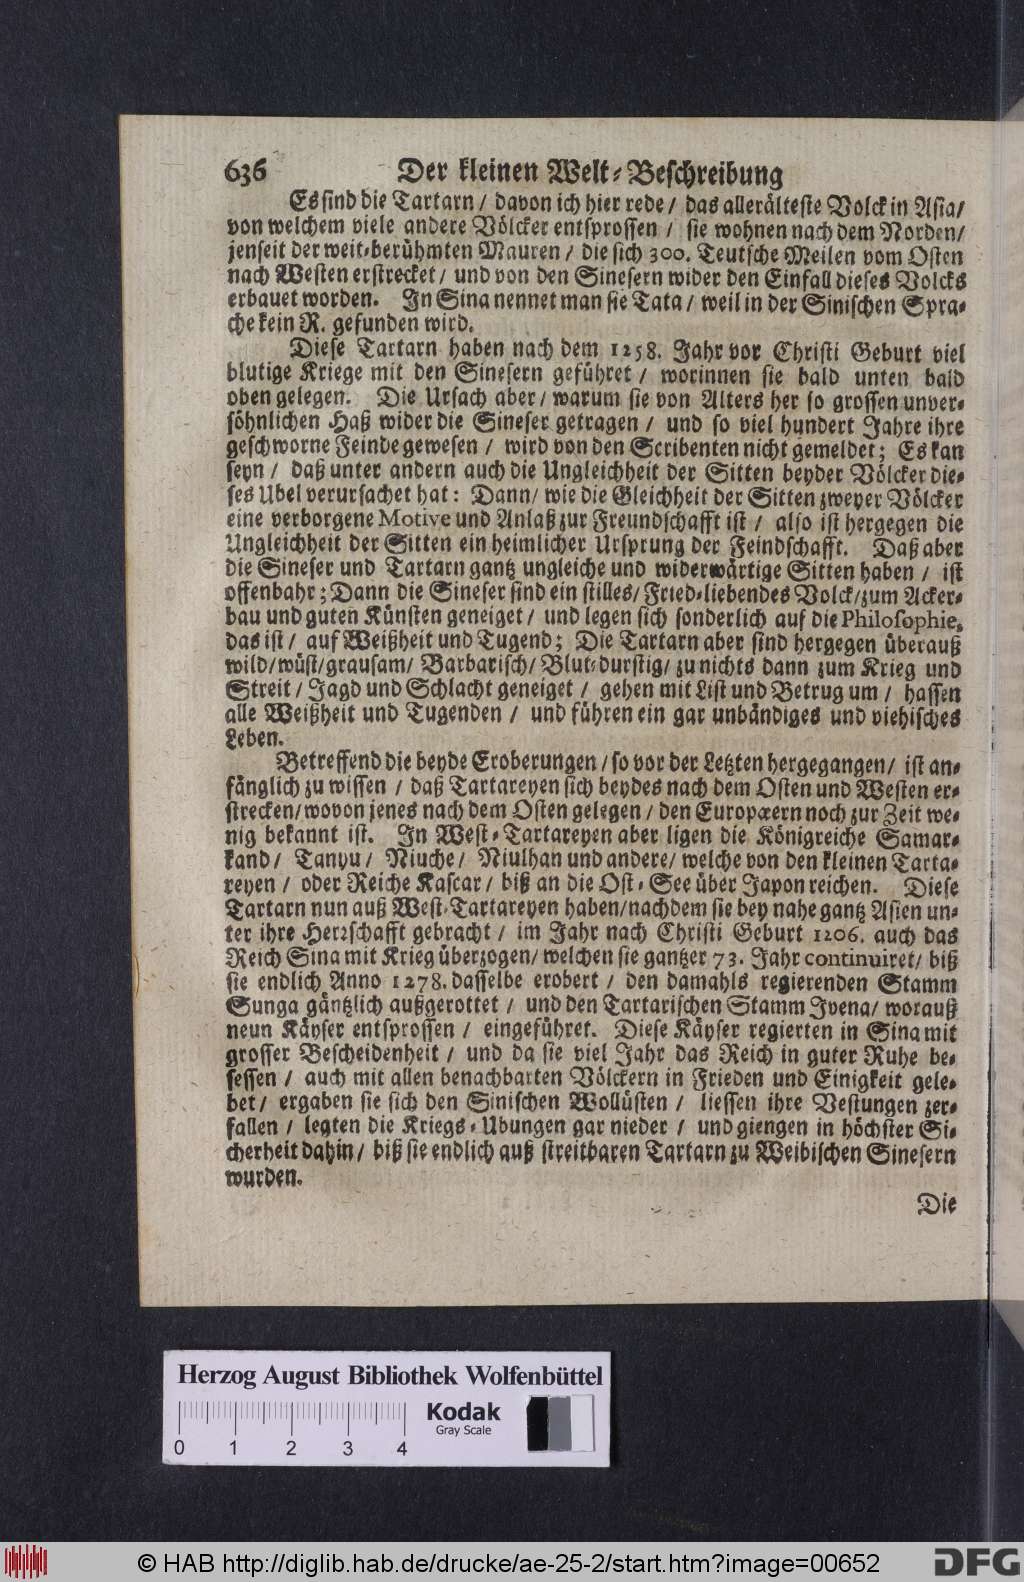 636 Der kleinen Welt-Beschreibung
Es sind die Tartarn / davon ich hier rede / das allerälteste Volck in Asia /
von welchem viele andere Völcker entsprossen / sie wohnen nach dem Norden /
jenseit der weit-berühmten Mauren / die sich 300. Teutsche Meilen vom Osten
nach Westen erstrecket / und von den Sinesern wider den Einfall dieses Volcks
erbauet worden. In Sina nennet man sie Tata / weil in der Sinischen Spra-
che kein R. gefunden wird.
Diese Tartarn haben nach dem 1258. Jahr vor Christi Geburt viel
blutige Kriege mit den Sinesern geführet / worinnen sie bald unten bald
oben gelegen. Die Ursach aber / warum sie von Alters her so grossen unver-
söhnlichen Haß wider die Sineser getragen / und so viel hundert Jahre ihre
geschworne Feinde gewesen / wird von den Scribenten nicht gemeldet; Es kan
seyn / daß unter andern auch die Ungleichheit der Sitten beyder Völcker die-
ses Ubel verursachet hat: Dann / wie die Gleichheit der Sitten zweyer Völcker
eine verborgene Motive und Anlaß zur Freundschafft ist / also ist hergegen die
Ungleichheit der Sitten ein heimlicher Ursprung der Feindschafft. Daß aber
die Sineser und Tartarn gantz ungleiche und widerwärtige Sitten haben / ist
offenbahr; Dann die Sineser sind ein stilles / Fried-liebendes Volck / zum Acker-
bau und guten Künsten geneiget / und legen sich sonderlich auf die Philosophie,
das ist / auf Weißheit und Tugend; Die Tartarn aber sind hergegen überauß
wild / wüst / grausam / Barbarisch / Blut-durstig / zu nichts dann zum Krieg und
Streit / Jagd und Schlacht geneiget / gehen mit List und Betrug um / hassen
alle Weißheit und Tugenden / und führen ein gar unbändiges und viehisches
Leben.
Betreffend die beyde Eroberungen / so vor der Letzten hergegangen / ist an-
fänglich zu wissen / daß Tartareyen sich beydes nach dem Osten und Westen er-
strecken / wovon jenes nach dem Osten gelegen / den Europæern noch zur Zeit we-
nig bekannt ist. In West-Tartareyen aber ligen die Königreiche Samar-
kand / Tanyu / Niuche / Niulhan und andere / welche von den kleinen Tarta-
reyen / oder Reiche Kascar / biß an die Ost-See über Japon reichen. Diese
Tartarn nun auß West-Tartareyen haben / nachdem sie bey nahe gantz Asien un-
ter ihre Herrschafft gebracht / im Jahr nach Christi Geburt 1206. auch das
Reich Sina mit Krieg überzogen / welchen sie gantzer 73. Jahr continuiret / biß
sie endlich Anno 1278. dasselbe erobert / den damahls regierenden Stamm
Sunga gäntzlich außgerottet / und den Tartarischen Stamm Ivena / worauß
neun Käyser entsprossen / eingeführet. Diese Käyser regierten in Sina mit
grosser Bescheidenheit / und da sie viel Jahr das Reich in guter Ruhe be-
sessen / auch mit allen benachbarten Völckern in Frieden und Einigkeit gele-
bet / ergaben sie sich den Sinischen Wollüsten / liessen ihre Vestungen zer-
fallen / legten die Kriegs-Ubungen gar nieder / und giengen in höchster Si-
cherheit dahin / biß sie endlich auß streitbaren Tartarn zu Weibischen Sinesern
wurden.
Die
Herzog August Bibliothek Wolfenbüttel
Kodak
Gray Scale
0 1 2 3 4
© HAB http://diglib.hab.de/drucke/ae-25-2/start.htm?image=00652
DFG